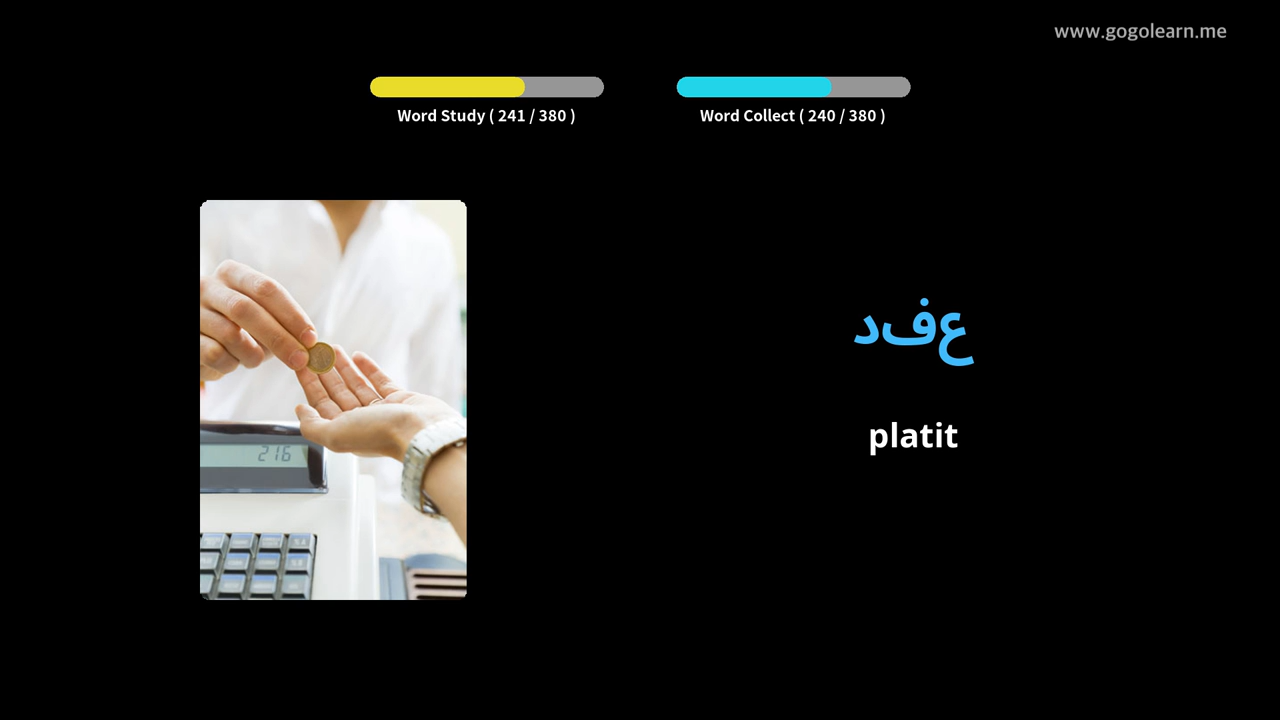 www.gogolearn.me
Word Study ( 241 / 380 )
Word Collect ( 240 / 380 )
دفع
platit
216